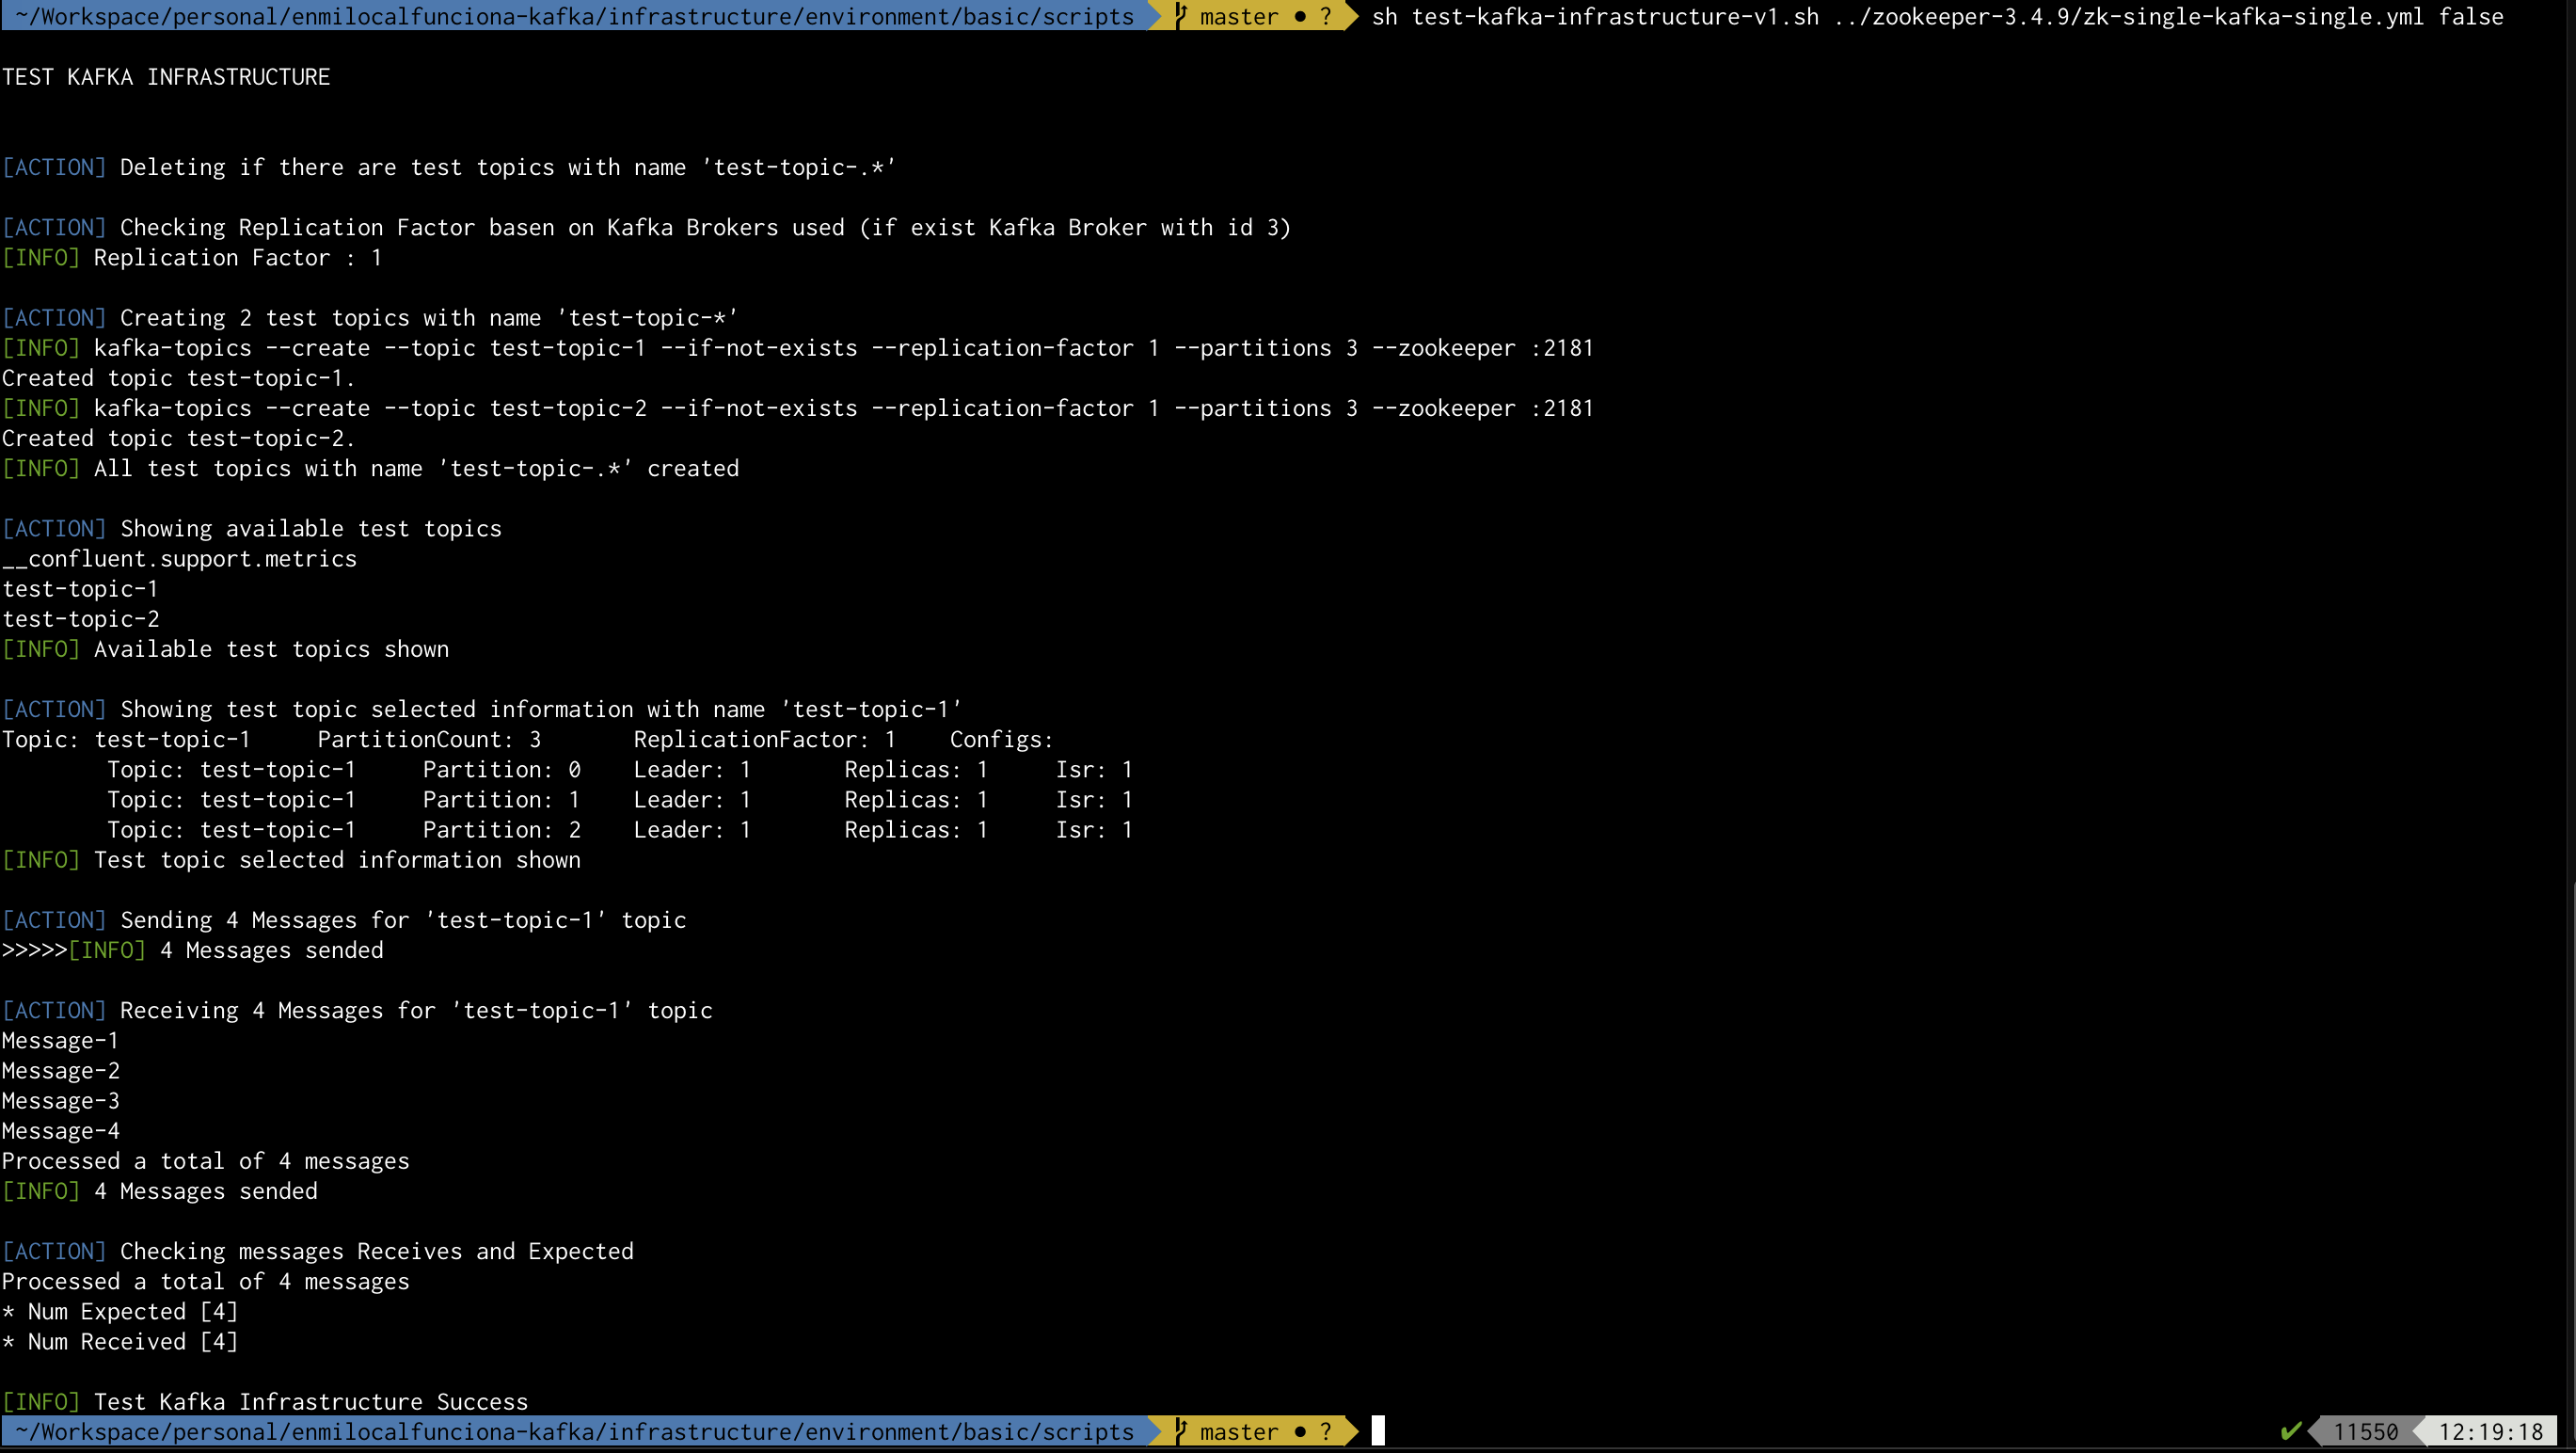 ~/Workspace/personal/enmilocalfunciona-kafka/infrastructure/environment/basic/scripts master ● ? sh test-kafka-infrastructure-v1.sh ../zookeeper-3.4.9/zk-single-kafka-single.yml false
TEST KAFKA INFRASTRUCTURE
[ACTION] Deleting if there are test topics with name 'test-topic-.*'
[ACTION] Checking Replication Factor basen on Kafka Brokers used (if exist Kafka Broker with id 3)
[INFO] Replication Factor : 1
[ACTION] Creating 2 test topics with name 'test-topic-*'
[INFO] kafka-topics --create --topic test-topic-1 --if-not-exists --replication-factor 1 --partitions 3 --zookeeper :2181
Created topic test-topic-1.
[INFO] kafka-topics --create --topic test-topic-2 --if-not-exists --replication-factor 1 --partitions 3 --zookeeper :2181
Created topic test-topic-2.
[INFO] All test topics with name 'test-topic-.*' created
[ACTION] Showing available test topics
__confluent.support.metrics
test-topic-1
test-topic-2
[INFO] Available test topics shown
[ACTION] Showing test topic selected information with name 'test-topic-1'
Topic: test-topic-1 PartitionCount: 3 ReplicationFactor: 1 Configs:
Topic: test-topic-1 Partition: 0 Leader: 1 Replicas: 1 Isr: 1
Topic: test-topic-1 Partition: 1 Leader: 1 Replicas: 1 Isr: 1
Topic: test-topic-1 Partition: 2 Leader: 1 Replicas: 1 Isr: 1
[INFO] Test topic selected information shown
[ACTION] Sending 4 Messages for 'test-topic-1' topic
>>>>>[INFO] 4 Messages sended
[ACTION] Receiving 4 Messages for 'test-topic-1' topic
Message-1
Message-2
Message-3
Message-4
Processed a total of 4 messages
[INFO] 4 Messages sended
[ACTION] Checking messages Receives and Expected
Processed a total of 4 messages
* Num Expected [4]
* Num Received [4]
[INFO] Test Kafka Infrastructure Success
~/Workspace/personal/enmilocalfunciona-kafka/infrastructure/environment/basic/scripts master ● ? ✔ 11550 12:19:18